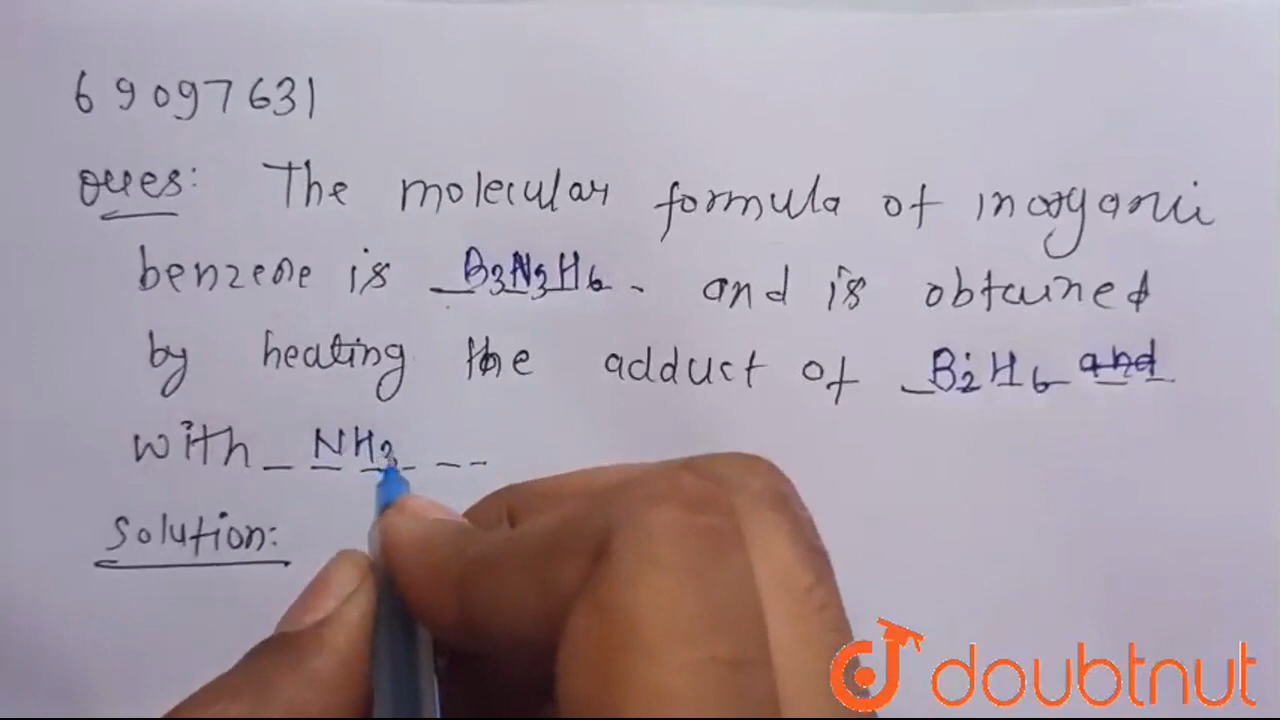 69097631
Ques: The molecular formula of inorganic
benzene is B3N3H6. and is obtained
by heating the adduct of B2H6 and
with NH3
Solution:
doubtnut